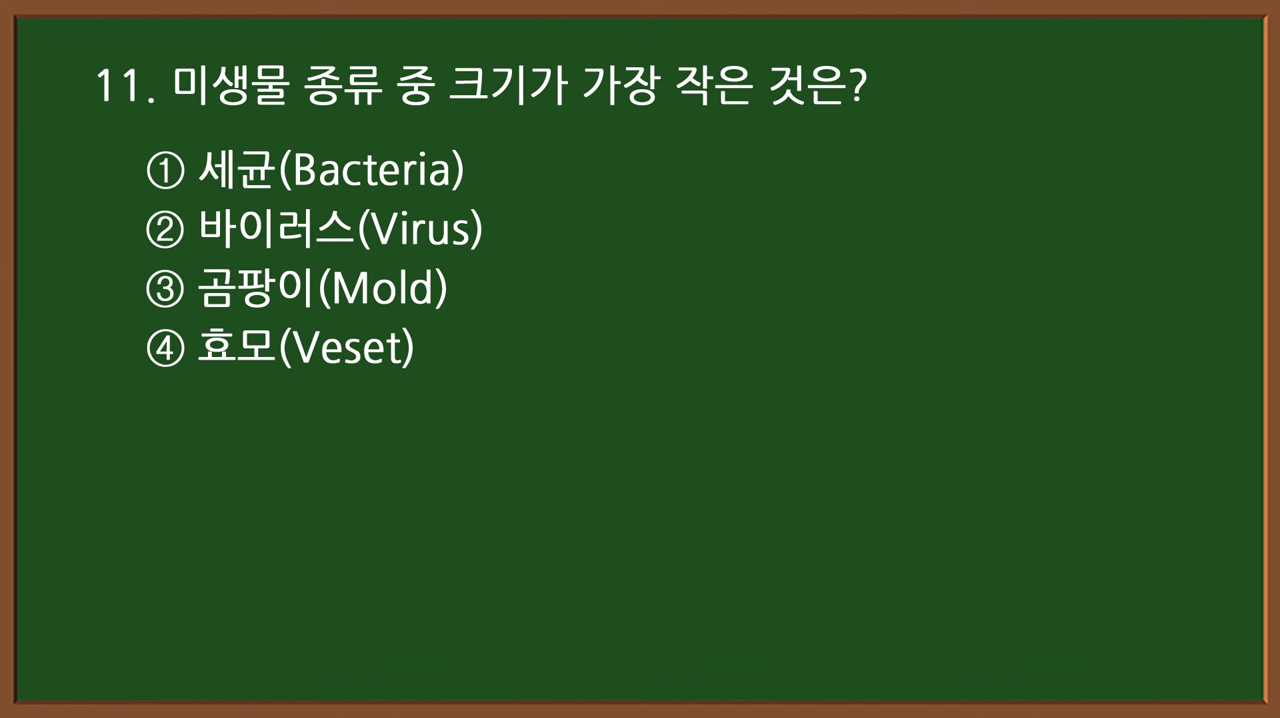 11. 미생물 종류 중 크기가 가장 작은 것은?
① 세균(Bacteria)
② 바이러스(Virus)
③ 곰팡이(Mold)
④ 효모(Veset)